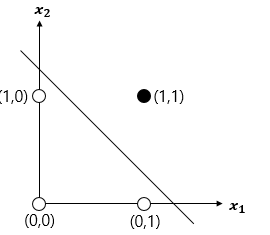 x₂
(1,0)
(1,1)
x₁
(0,0)
(0,1)